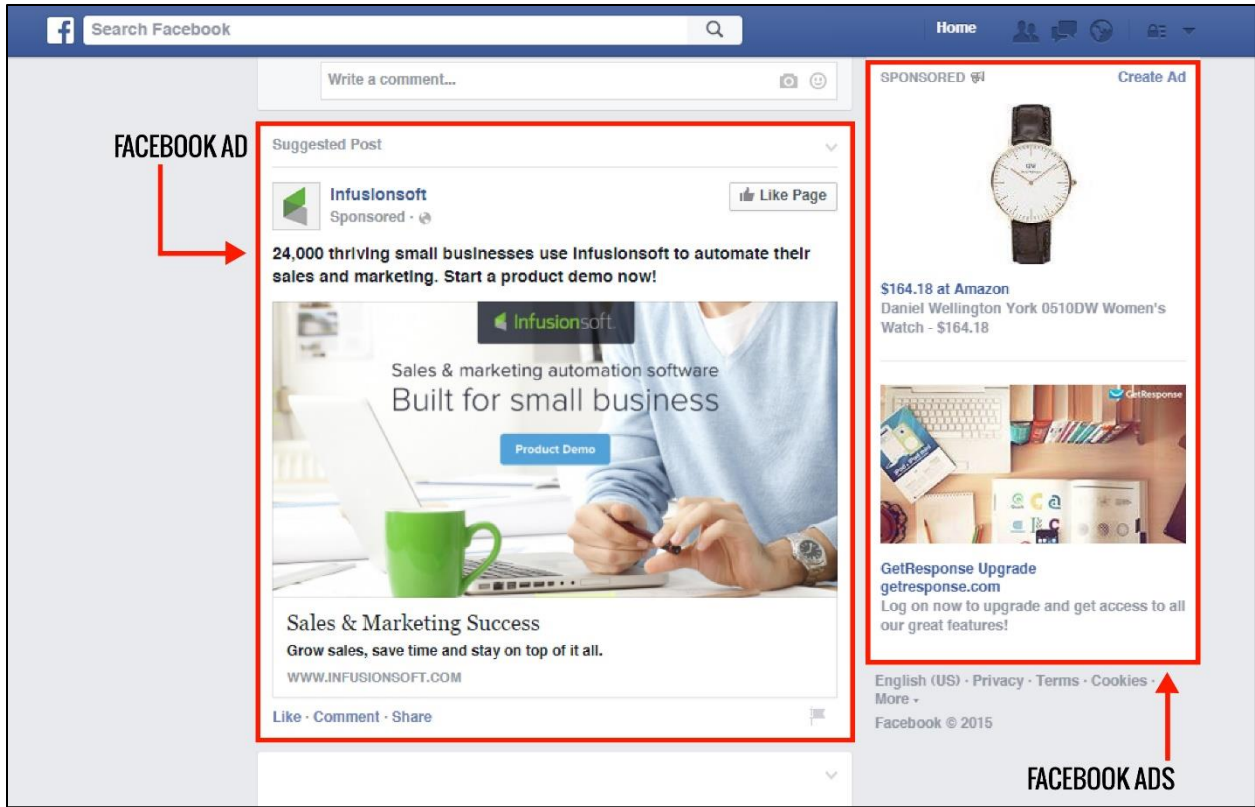 Search Facebook
Home
Write a comment...
FACEBOOK AD
Suggested Post
Infusionsoft
Sponsored ·
Like Page
24,000 thriving small businesses use Infusionsoft to automate their
sales and marketing. Start a product demo now!
Infusionsoft
Sales & marketing automation software
Built for small business
Product Demo
Sales & Marketing Success
Grow sales, save time and stay on top of it all.
WWW.INFUSIONSOFT.COM
Like · Comment · Share
SPONSORED
Create Ad
$164.18 at Amazon
Daniel Wellington York 0510DW Women's
Watch - $164.18
GetResponse
GetResponse Upgrade
getresponse.com
Log on now to upgrade and get access to all
our great features!
English (US) · Privacy · Terms · Cookies ·
More
Facebook © 2015
FACEBOOK ADS